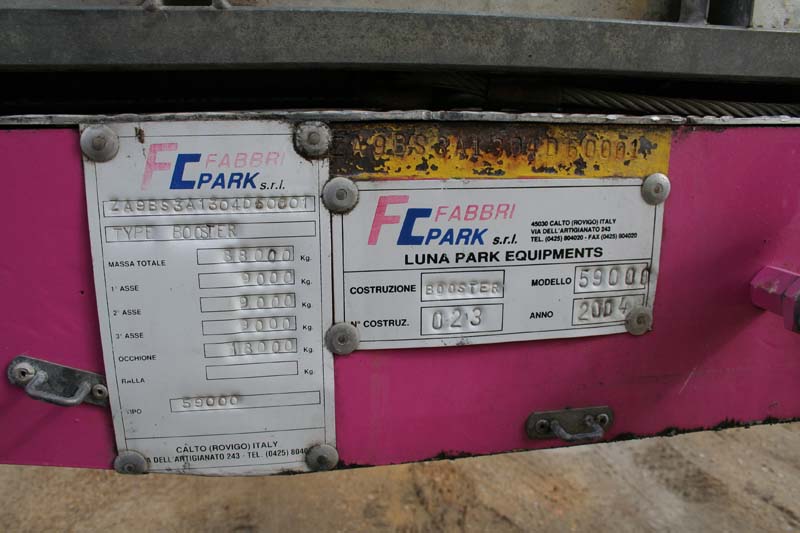 FABBRI
FC PARK s.r.l.
ZA9BS3A1304D60001
TYPE BOOSTER
MASSA TOTALE 38000 Kg.
1° ASSE 9000 Kg.
2° ASSE 9000 Kg.
3° ASSE 9000 Kg.
OCCHIONE 18000 Kg.
RALLA Kg.
TIPO 59000
CALTO (ROVIGO) ITALY
VIA DELL'ARTIGIANATO 243 - TEL. (0425) 804
ZA9BS3A1304D60001
FABBRI
FC PARK s.r.l.
45030 CALTO (ROVIGO) ITALY
VIA DELL'ARTIGIANATO 243
TEL. (0425) 804020 - FAX (0425) 804020
LUNA PARK EQUIPMENTS
COSTRUZIONE BOOSTER MODELLO 59000
N° COSTRUZ. 023 ANNO 2004